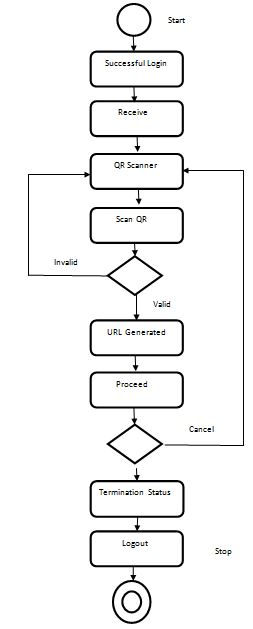 Start
Successful Login
Receive
QR Scanner
Scan QR
Invalid
Valid
URL Generated
Proceed
Cancel
Termination Status
Logout
Stop